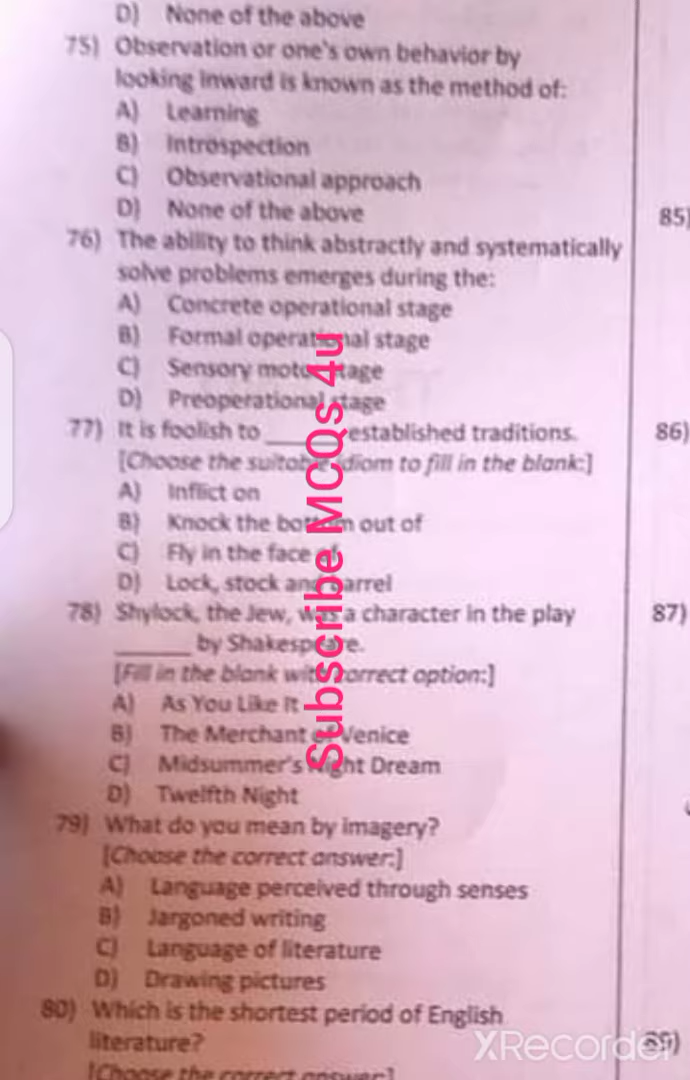 D) None of the above
75) Observation or one's own behavior by
looking inward is known as the method of:
A) Learning
B) Introspection
C) Observational approach
D) None of the above
85)
76) The ability to think abstractly and systematically
solve problems emerges during the:
A) Concrete operational stage
B) Formal operational stage
C) Sensory motor stage
D) Preoperational stage
77) It is foolish to ______ established traditions.
86)
[Choose the suitable idiom to fill in the blank:]
A) Inflict on
B) Knock the bottom out of
C) Fly in the face of
D) Lock, stock and barrel
78) Shylock, the Jew, was a character in the play
87)
______ by Shakespeare.
[Fill in the blank with correct option:]
A) As You Like It
B) The Merchant of Venice
C) Midsummer's Night Dream
D) Twelfth Night
79) What do you mean by imagery?
[Choose the correct answer:]
A) Language perceived through senses
B) Jargoned writing
C) Language of literature
D) Drawing pictures
80) Which is the shortest period of English
literature?
89)
[Choose the correct answer:]
Subscribe MCQs 4u
XRecorder